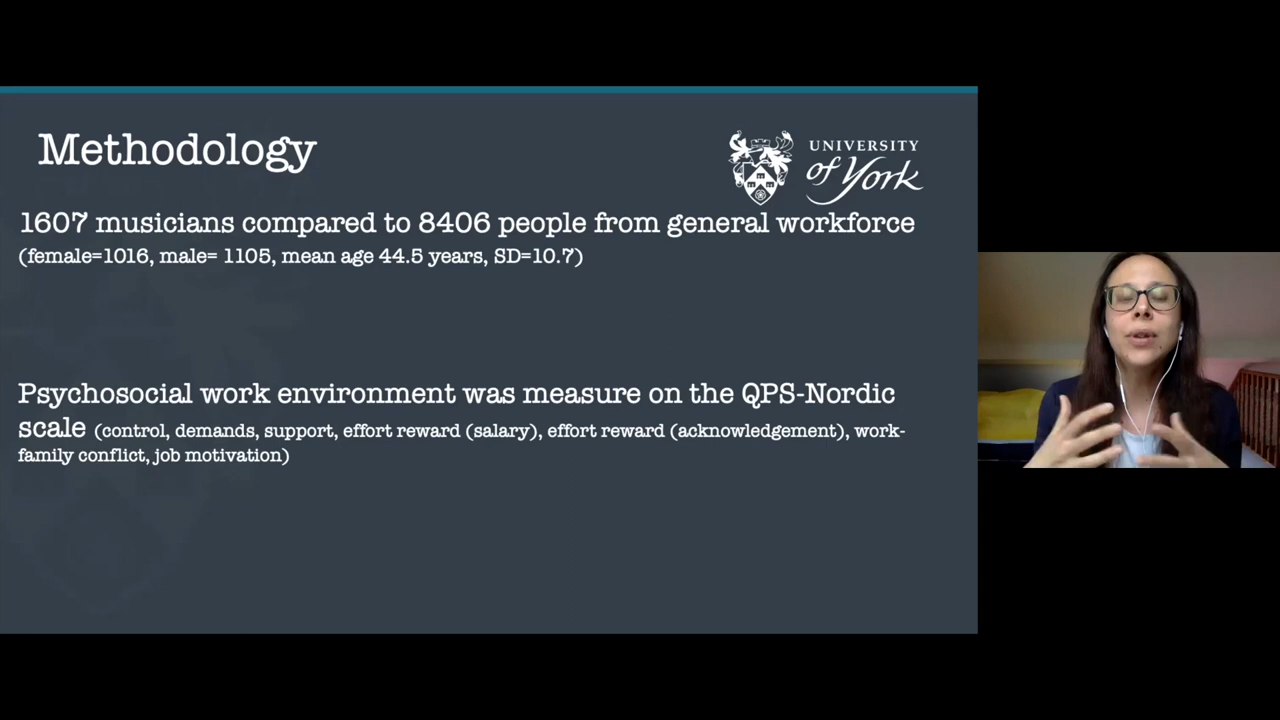 Methodology
UNIVERSITY
of York
1607 musicians compared to 8406 people from general workforce
(female=1016, male= 1105, mean age 44.5 years, SD=10.7)
Psychosocial work environment was measure on the QPS-Nordic
scale (control, demands, support, effort reward (salary), effort reward (acknowledgement), work-
family conflict, job motivation)